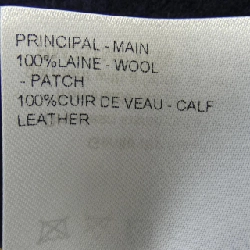 PRINCIPAL - MAIN
100%LAINE - WOOL
- PATCH
100%CUIR DE VEAU - CALF
LEATHER